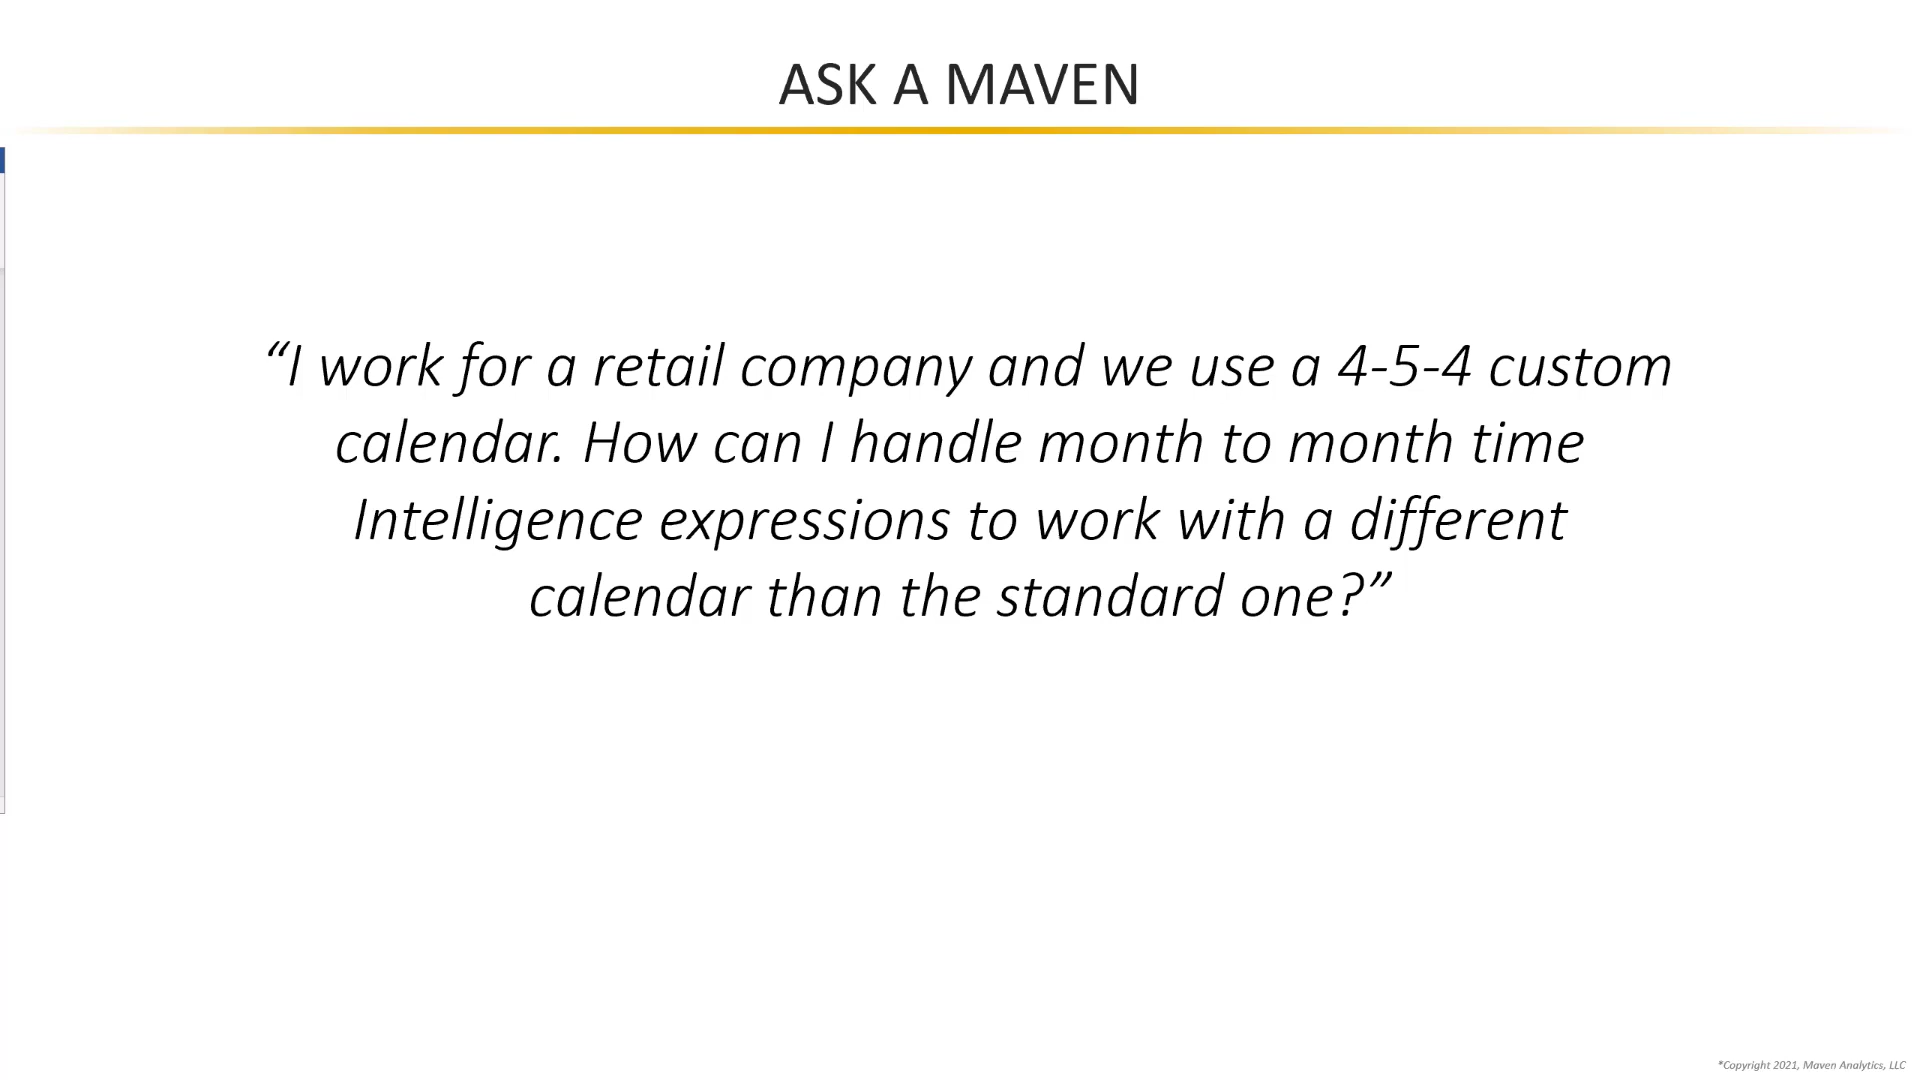 ASK A MAVEN
“I work for a retail company and we use a 4-5-4 custom
calendar. How can I handle month to month time
Intelligence expressions to work with a different
calendar than the standard one?”
*Copyright 2021, Maven Analytics, LLC